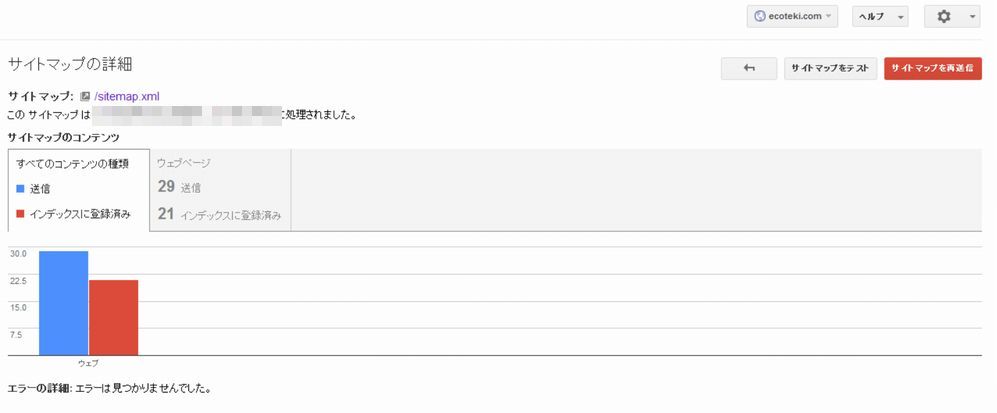 ecoteki.com
ヘルプ
サイトマップの詳細
サイトマップをテスト
サイトマップを再送信
サイトマップ: /sitemap.xml
この サイトマップ は に処理されました。
サイトマップのコンテンツ
すべてのコンテンツの種類
送信
インデックスに登録済み
ウェブページ
29 送信
21 インデックスに登録済み
30.0
22.5
15.0
7.5
ウェブ
エラーの詳細: エラーは見つかりませんでした。